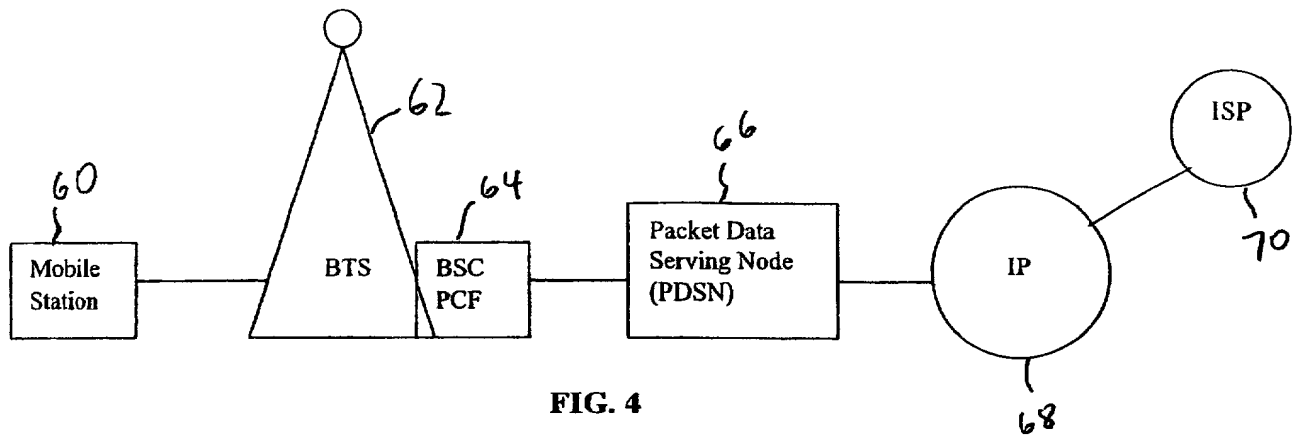 60
Mobile
Station
62
BTS
64
BSC
PCF
66
Packet Data
Serving Node
(PDSN)
IP
68
ISP
70
FIG. 4